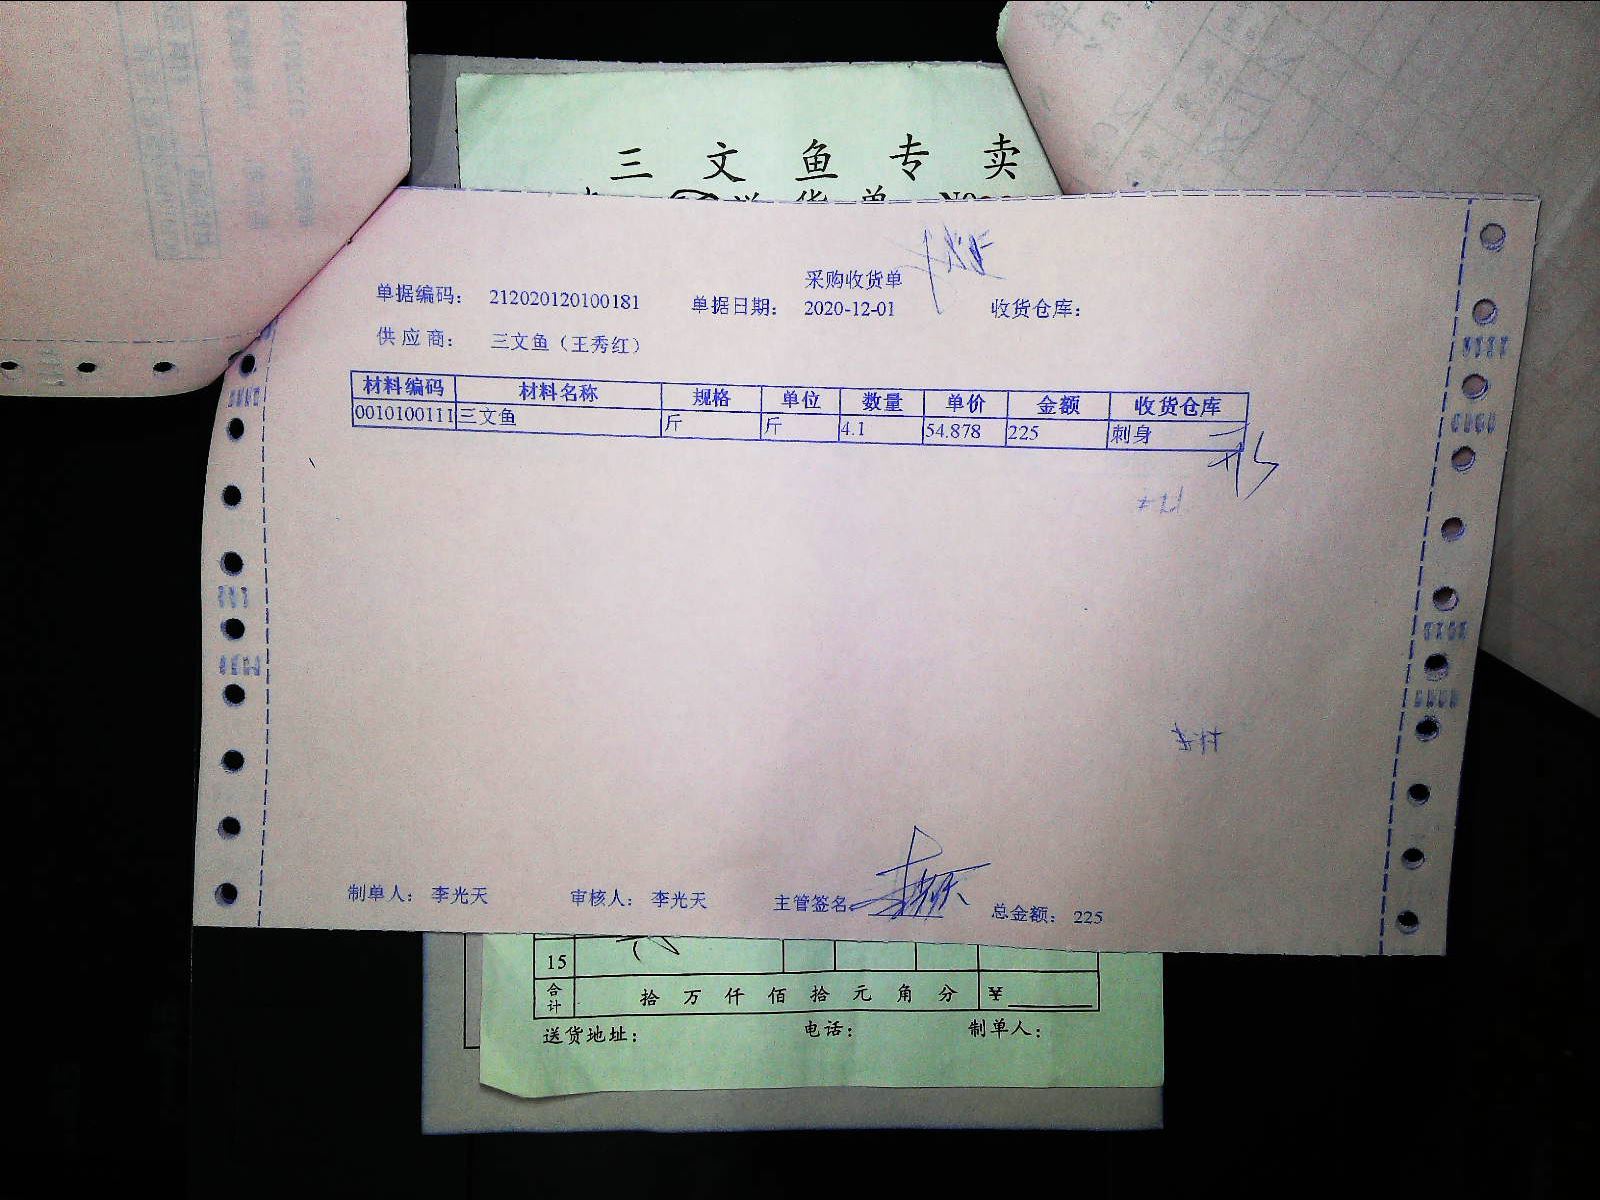 三文鱼专卖
采购收货单
单据编码： 212020120100181 单据日期： 2020-12-01 收货仓库：
供应商： 三文鱼（王秀红）
材料编码 材料名称 规格 单位 数量 单价 金额 收货仓库
0010100111 三文鱼 斤 斤 4.1 54.878 225 刺身
制单人： 李光天 审核人： 李光天 主管签名 总金额： 225
15
合计 拾 万 仟 佰 拾 元 角 分 ¥
送货地址： 电话： 制单人：